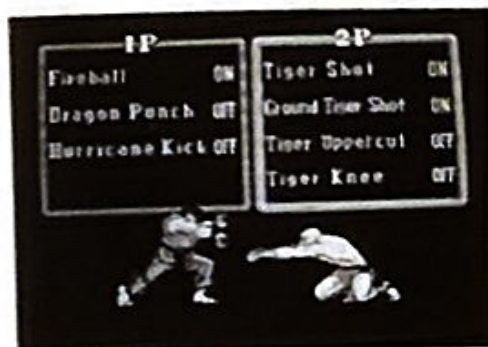 1P
Fireball ON
Dragon Punch OFF
Hurricane Kick OFF
2P
Tiger Shot ON
Ground Tiger Shot ON
Tiger Uppercut OFF
Tiger Knee OFF